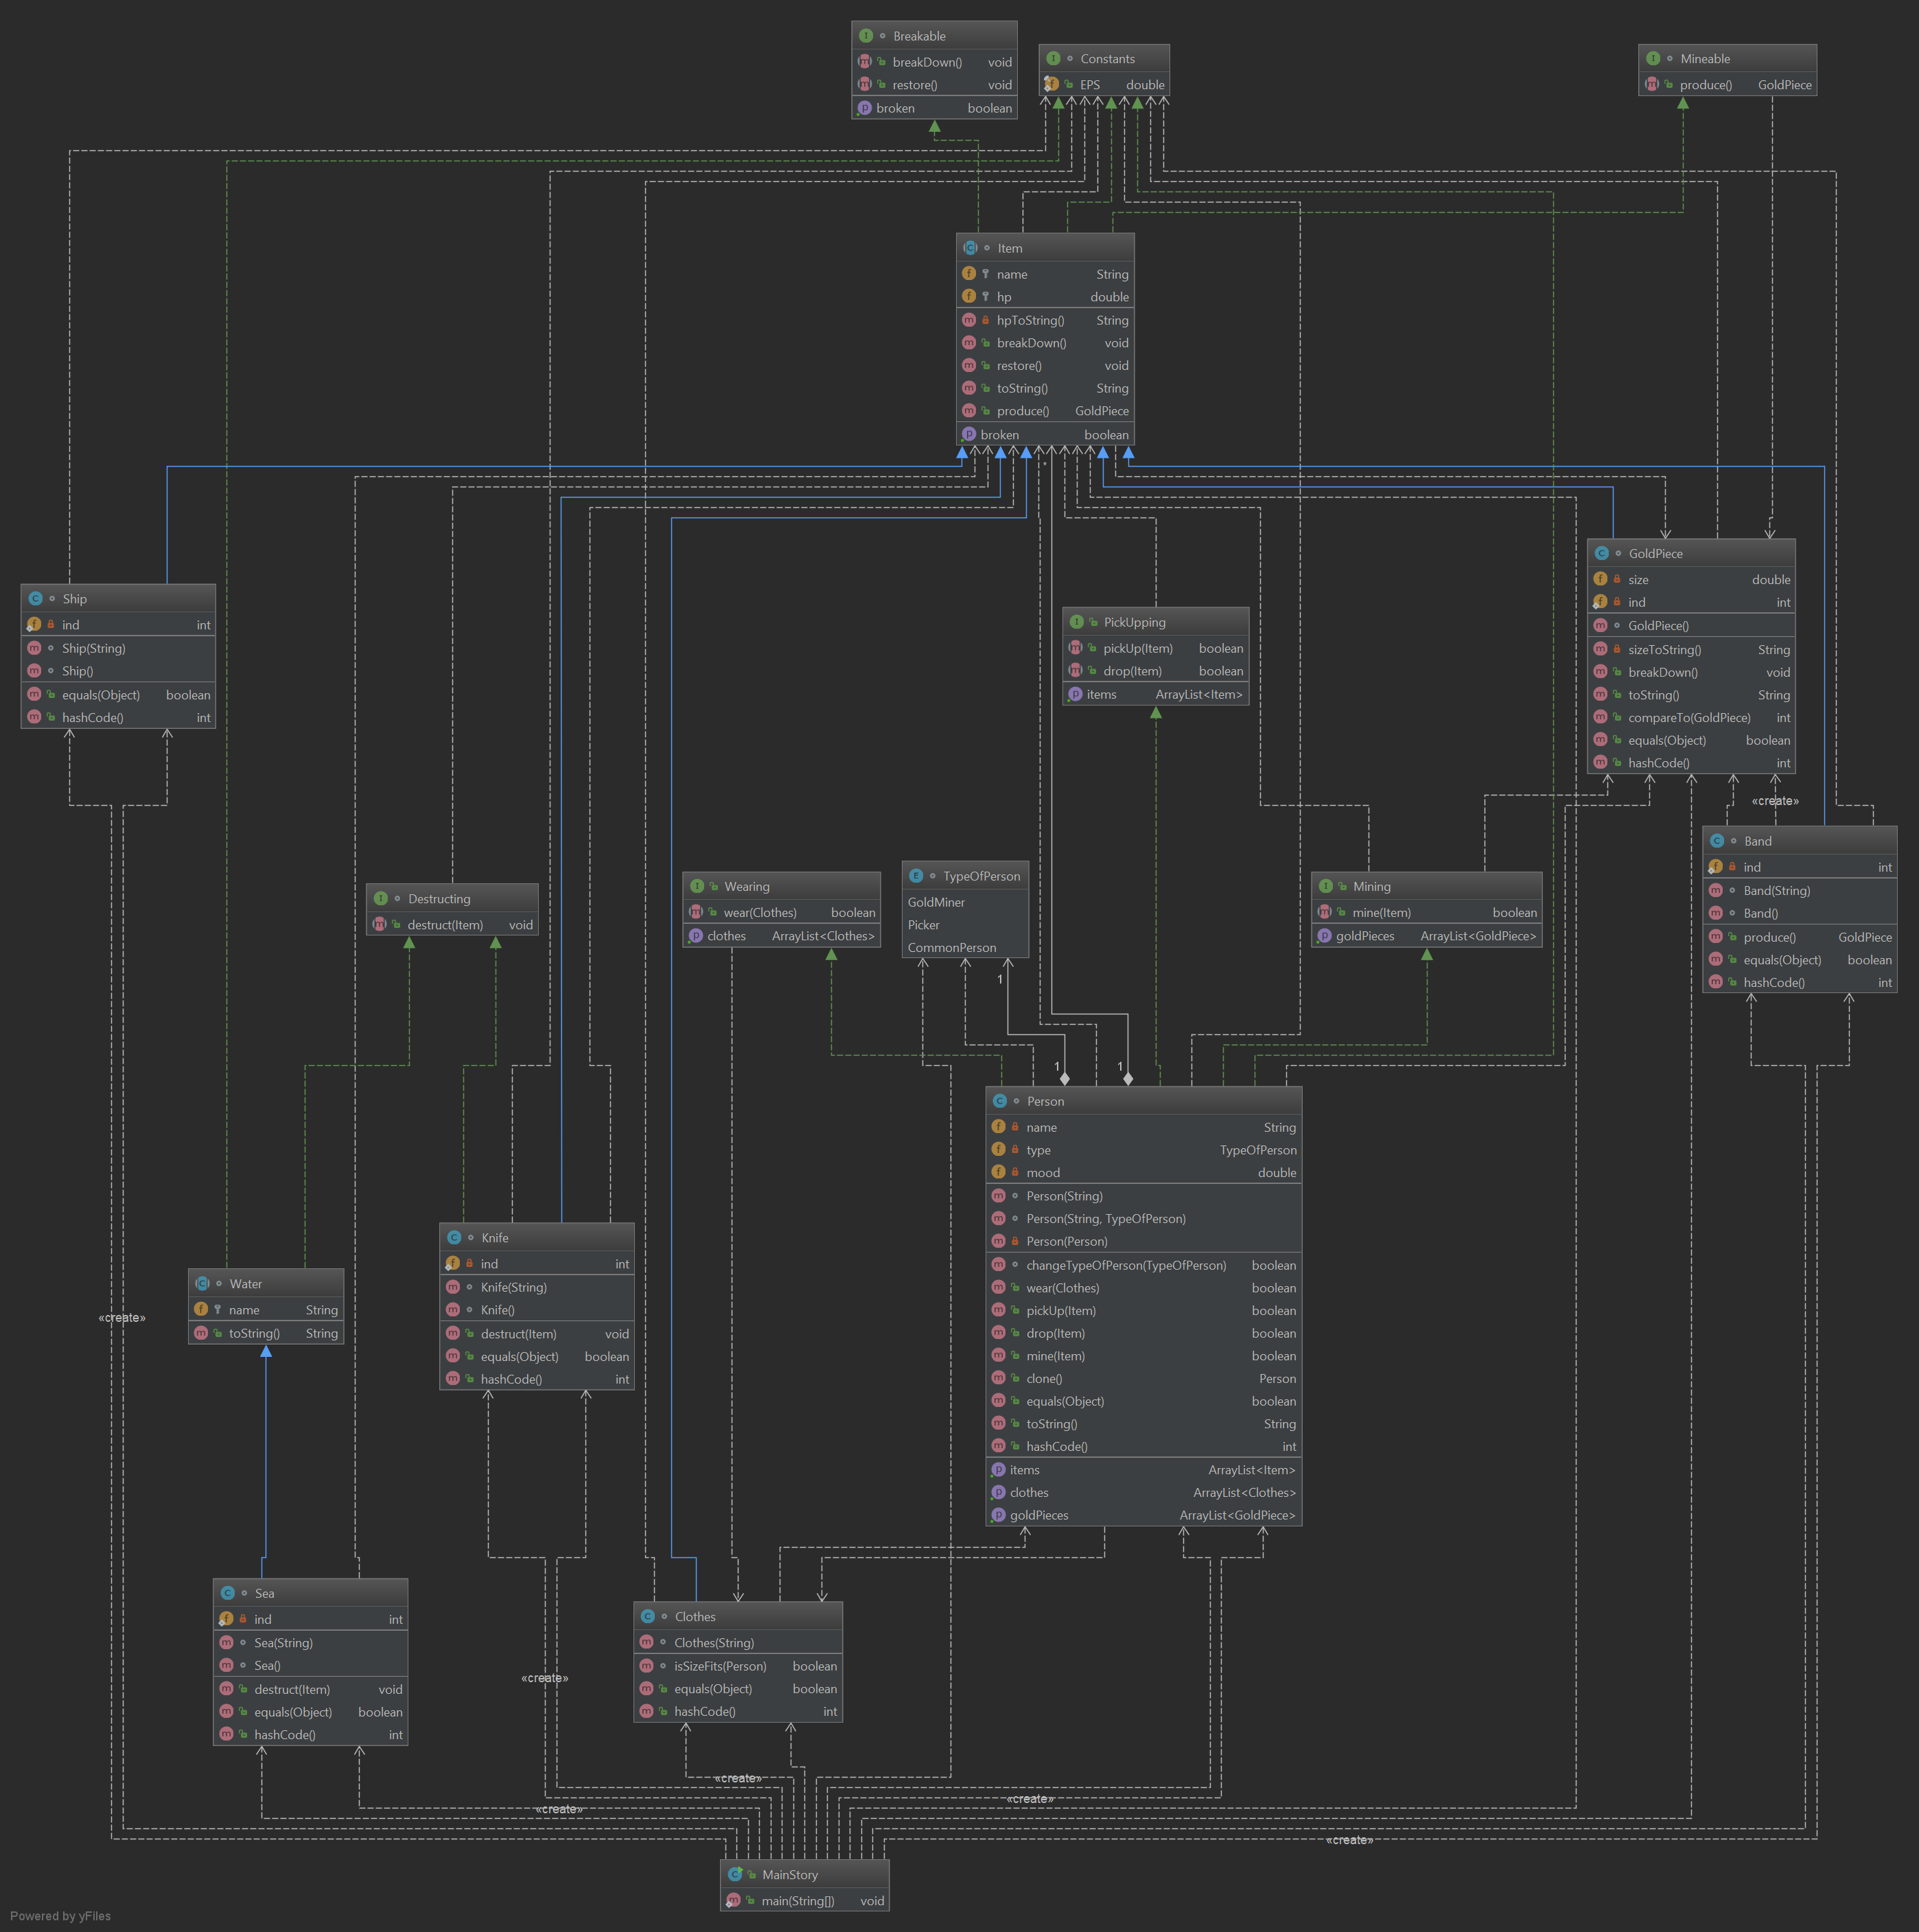 Breakable
breakDown() void
restore() void
broken boolean
Constants
EPS double
Mineable
produce() GoldPiece
Item
name String
hp double
hpToString() String
breakDown() void
restore() void
toString() String
produce() GoldPiece
broken boolean
*
GoldPiece
size double
ind int
GoldPiece()
sizeToString() String
breakDown() void
toString() String
compareTo(GoldPiece) int
equals(Object) boolean
hashCode() int
Ship
ind int
Ship(String)
Ship()
equals(Object) boolean
hashCode() int
PickUpping
pickUp(Item) boolean
drop(Item) boolean
items ArrayList<Item>
«create»
Band
ind int
Band(String)
Band()
produce() GoldPiece
equals(Object) boolean
hashCode() int
Destructing
destruct(Item) void
Wearing
wear(Clothes) boolean
clothes ArrayList<Clothes>
TypeOfPerson
GoldMiner
Picker
CommonPerson
Mining
mine(Item) boolean
goldPieces ArrayList<GoldPiece>
1
1
1
Person
name String
type TypeOfPerson
mood double
Person(String)
Person(String, TypeOfPerson)
Person(Person)
changeTypeOfPerson(TypeOfPerson) boolean
wear(Clothes) boolean
pickUp(Item) boolean
drop(Item) boolean
mine(Item) boolean
clone() Person
equals(Object) boolean
toString() String
hashCode() int
items ArrayList<Item>
clothes ArrayList<Clothes>
goldPieces ArrayList<GoldPiece>
Knife
ind int
Knife(String)
Knife()
destruct(Item) void
equals(Object) boolean
hashCode() int
Water
name String
toString() String
«create»
Sea
ind int
Sea(String)
Sea()
destruct(Item) void
equals(Object) boolean
hashCode() int
Clothes
Clothes(String)
isSizeFits(Person) boolean
equals(Object) boolean
hashCode() int
«create»
«create»
«create»
«create»
«create»
MainStory
main(String[]) void
Powered by yFiles